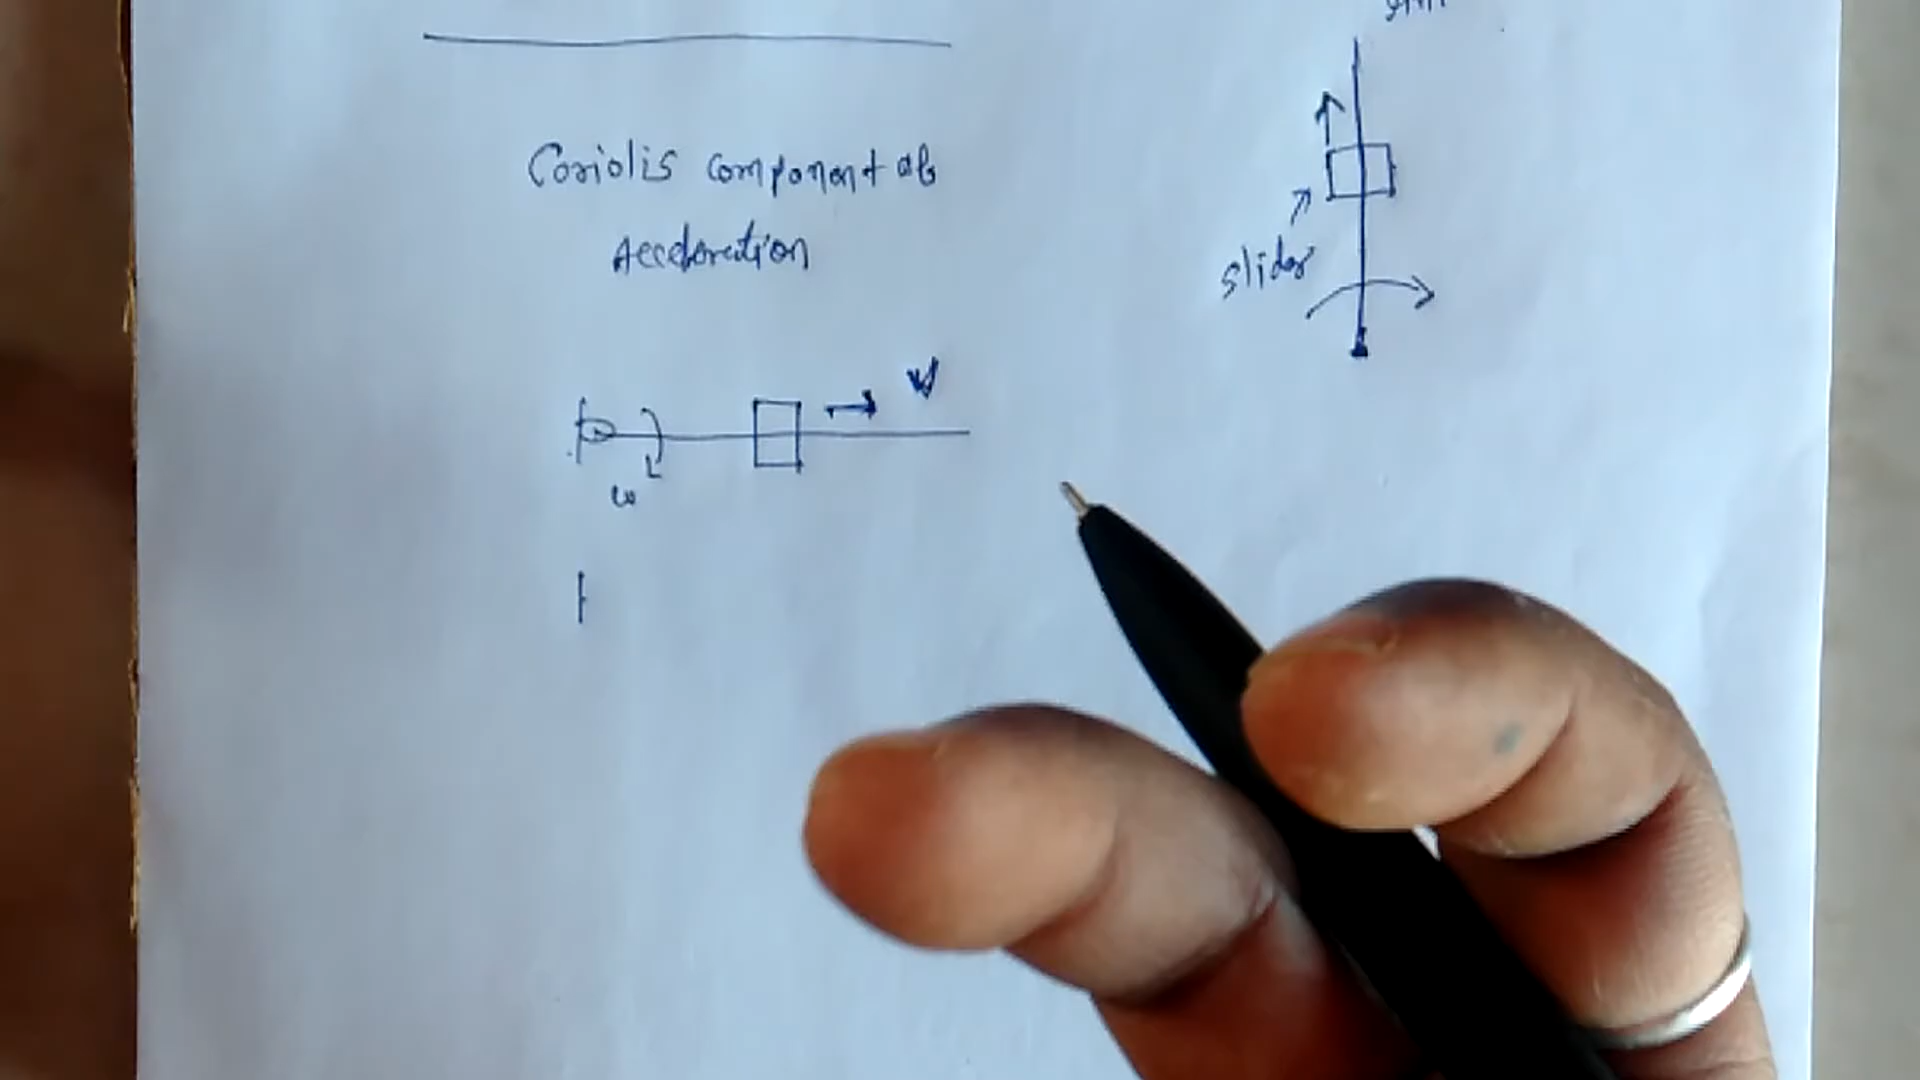 Coriolis component of
Acceleration
slider
V
ω